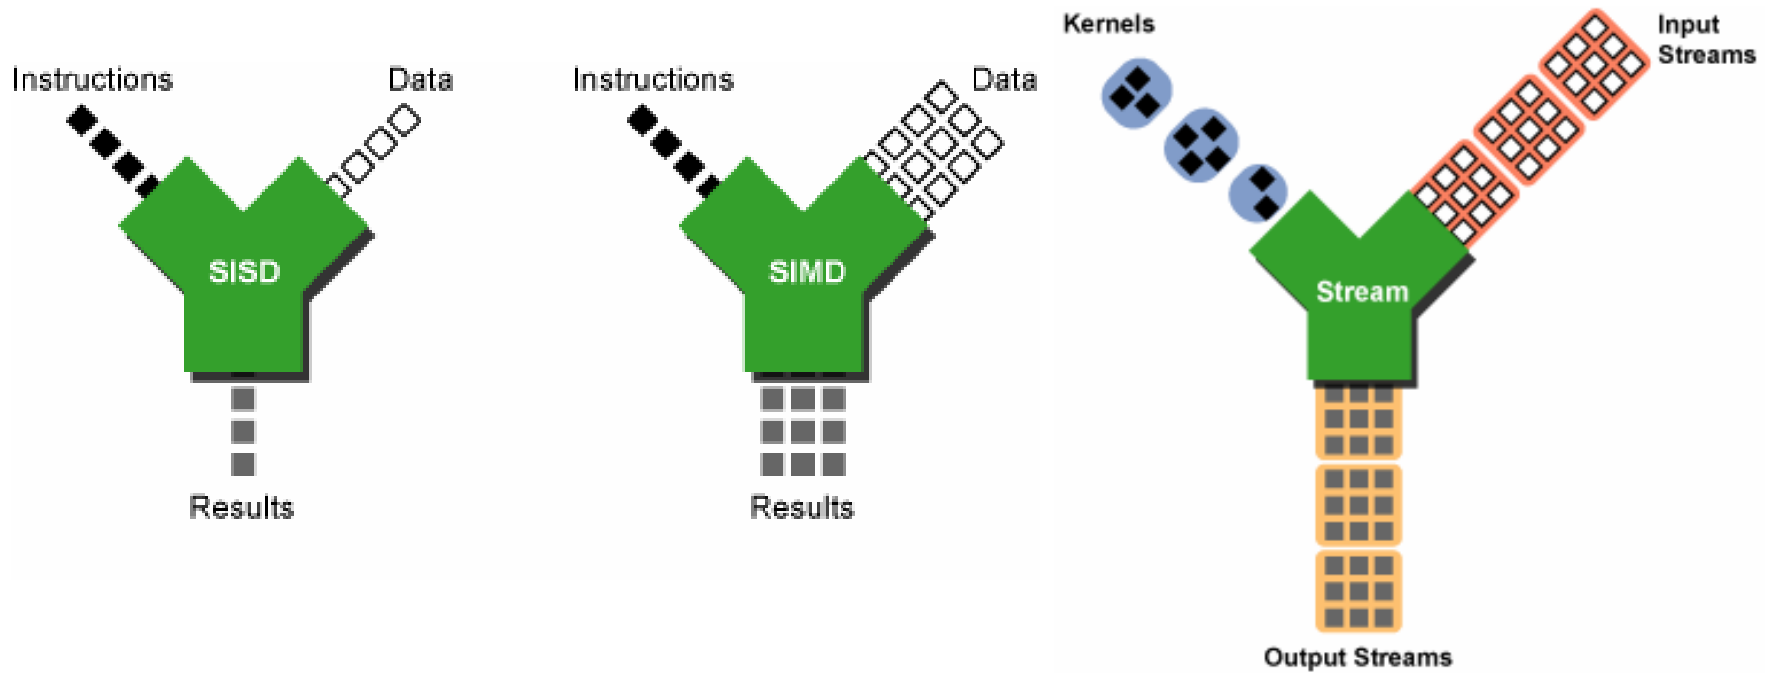 Instructions
Data
SISD
Results
Instructions
Data
SIMD
Results
Kernels
Input
Streams
Stream
Output Streams